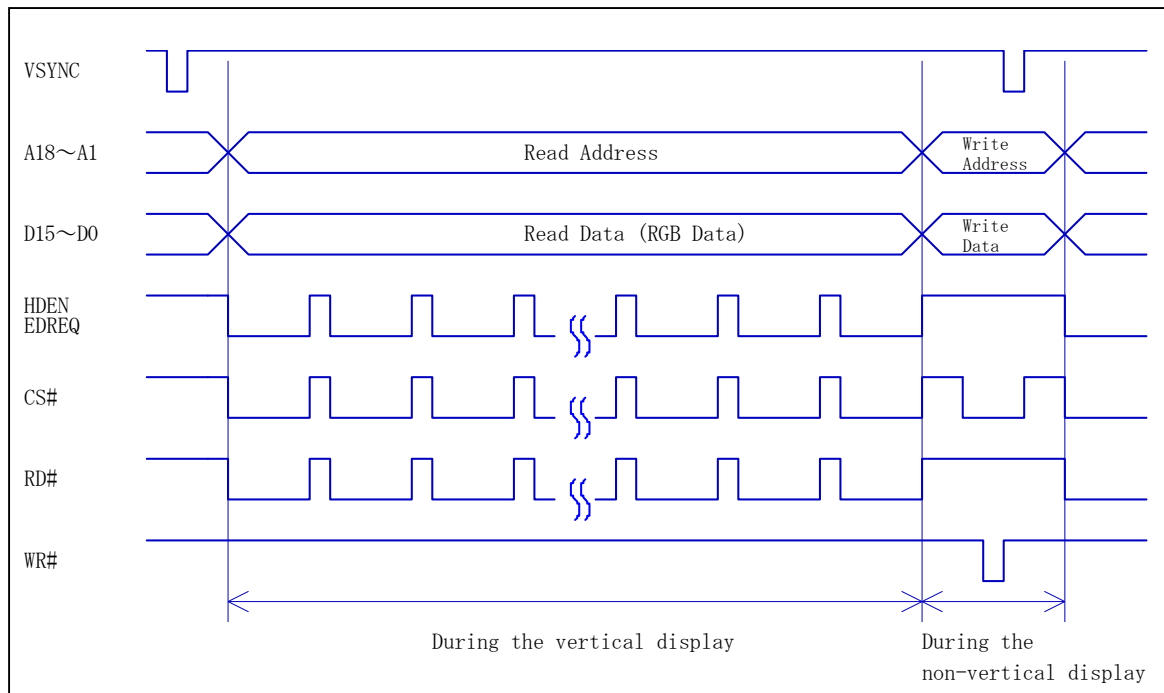 VSYNC
A18～A1
Read Address
Write
Address
D15～D0
Read Data (RGB Data)
Write
Data
HDEN
EDREQ
CS#
RD#
WR#
During the vertical display
During the
non-vertical display